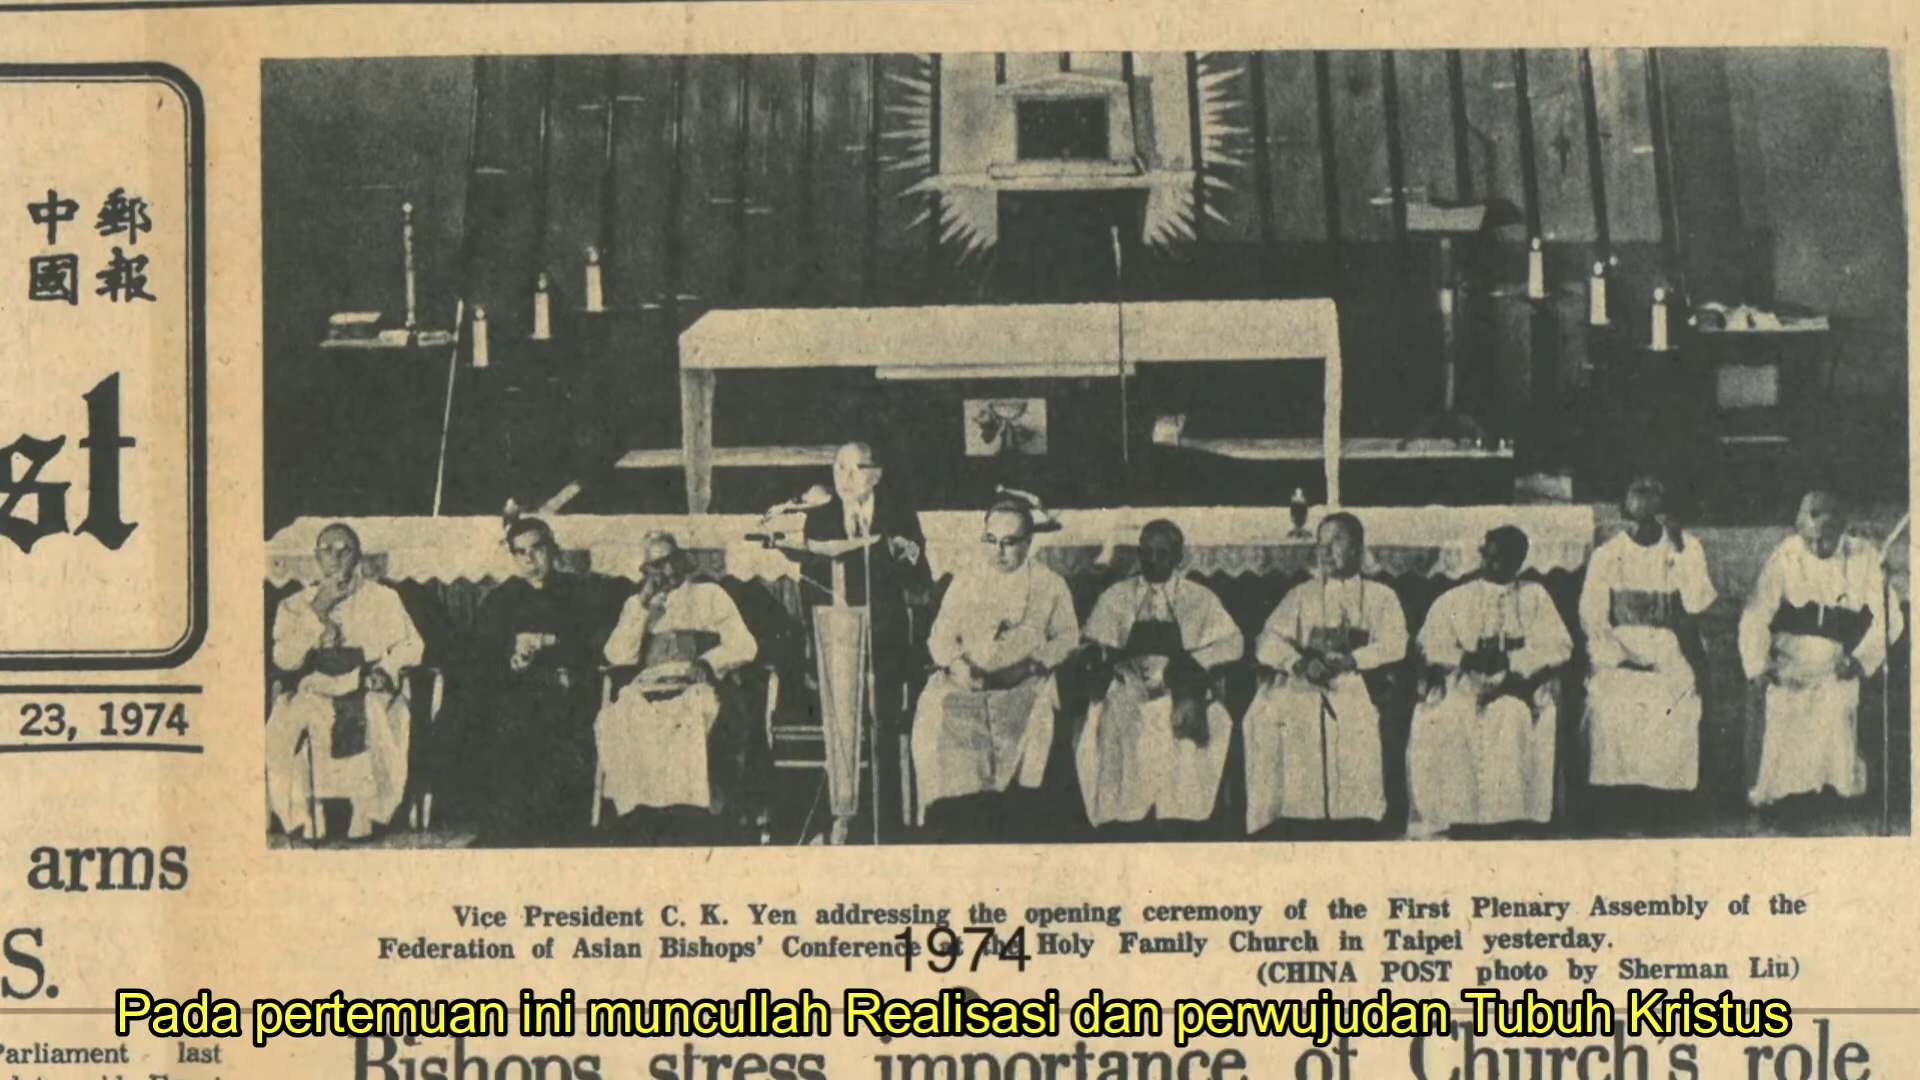 中郵
國報
st
23, 1974
arms
S.
Parliament last
Vice President C. K. Yen addressing the opening ceremony of the First Plenary Assembly of the
Federation of Asian Bishops' Conference at the Holy Family Church in Taipei yesterday.
(CHINA POST photo by Sherman Liu)
1974
Pada pertemuan ini muncullah Realisasi dan perwujudan Tubuh Kristus
Bishops stress importance of Church's role